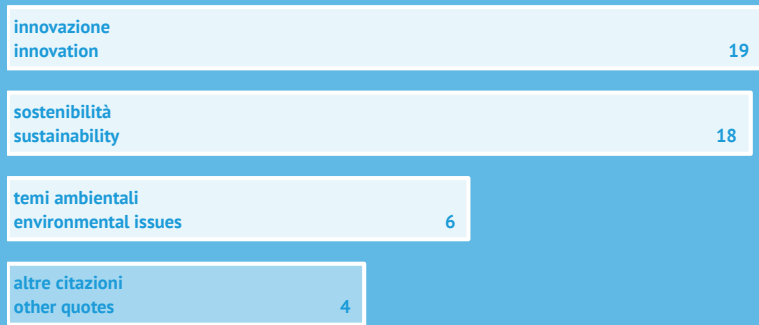 innovazione
innovation 19
sostenibilità
sustainability 18
temi ambientali
environmental issues 6
altre citazioni
other quotes 4